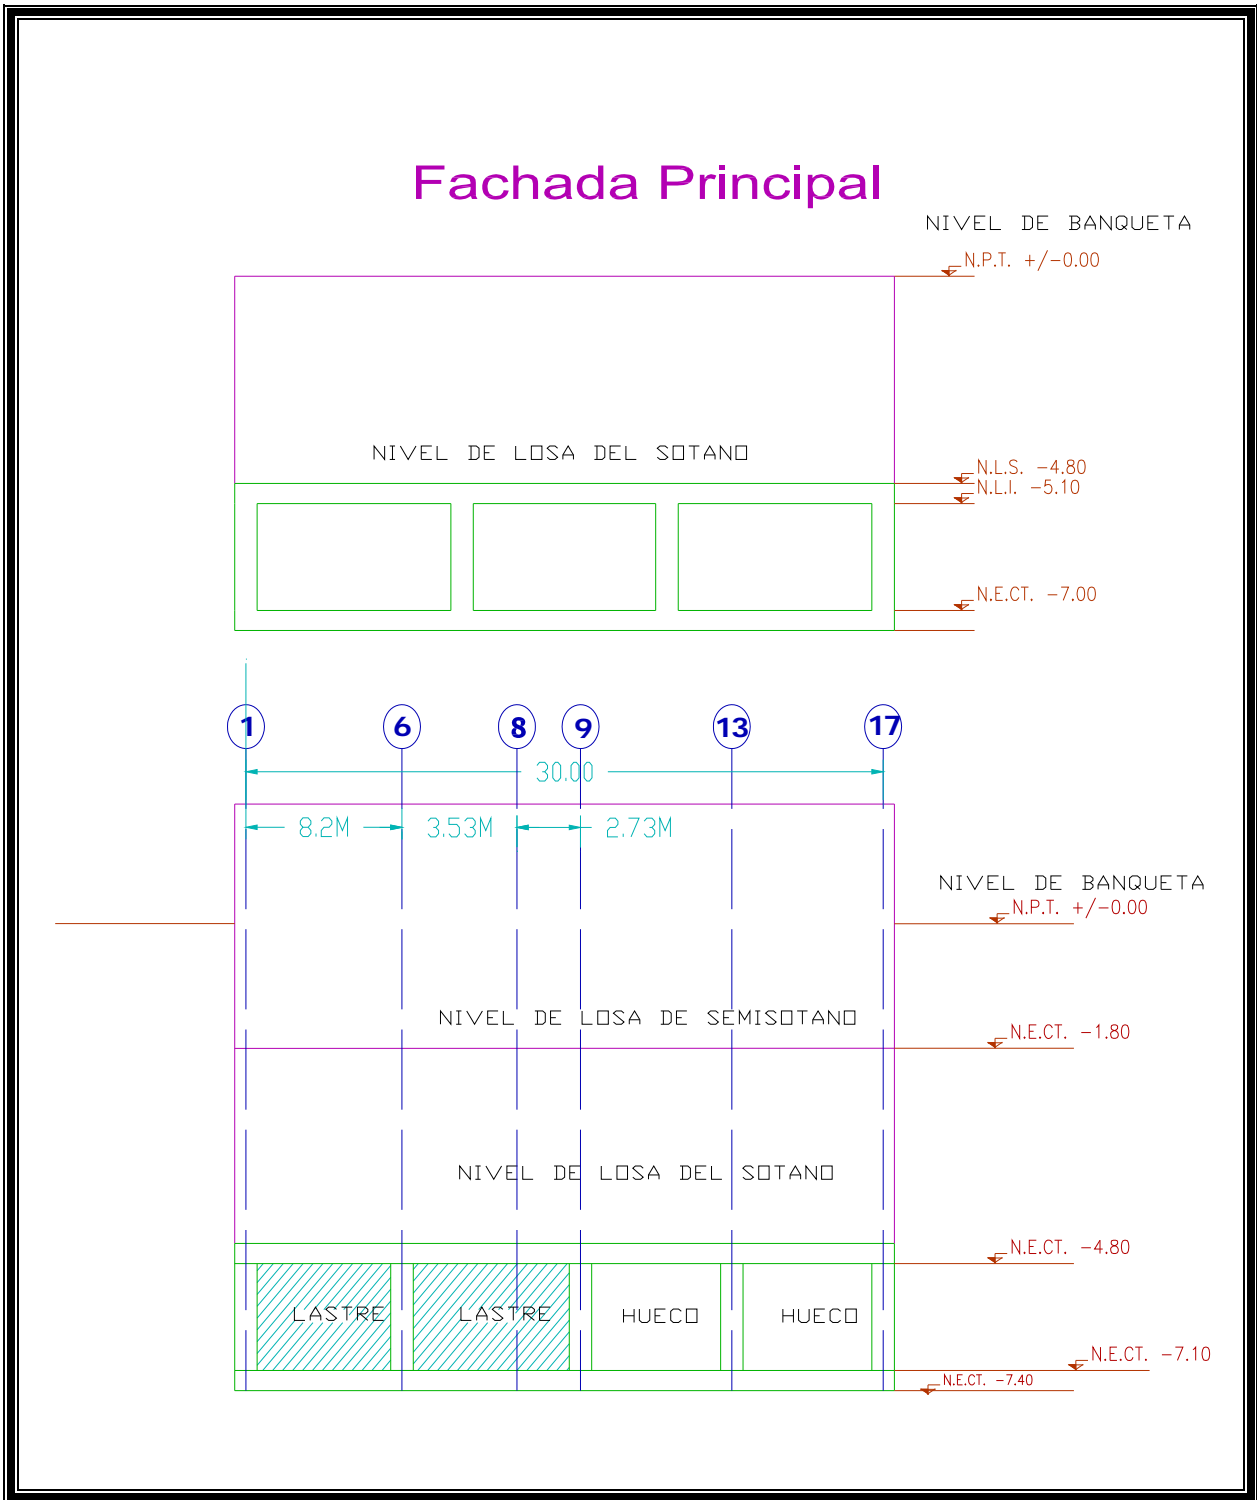 Fachada Principal
NIVEL DE BANQUETA
N.P.T. +/-0.00
NIVEL DE LOSA DEL SOTANO
N.L.S. -4.80
N.L.I. -5.10
N.E.CT. -7.00
1 6 8 9 13 17
30.00
8.2M 3.53M 2.73M
NIVEL DE BANQUETA
N.P.T. +/-0.00
NIVEL DE LOSA DE SEMISOTANO
N.E.CT. -1.80
NIVEL DE LOSA DEL SOTANO
N.E.CT. -4.80
LASTRE LASTRE HUECO HUECO
N.E.CT. -7.10
N.E.CT. -7.40